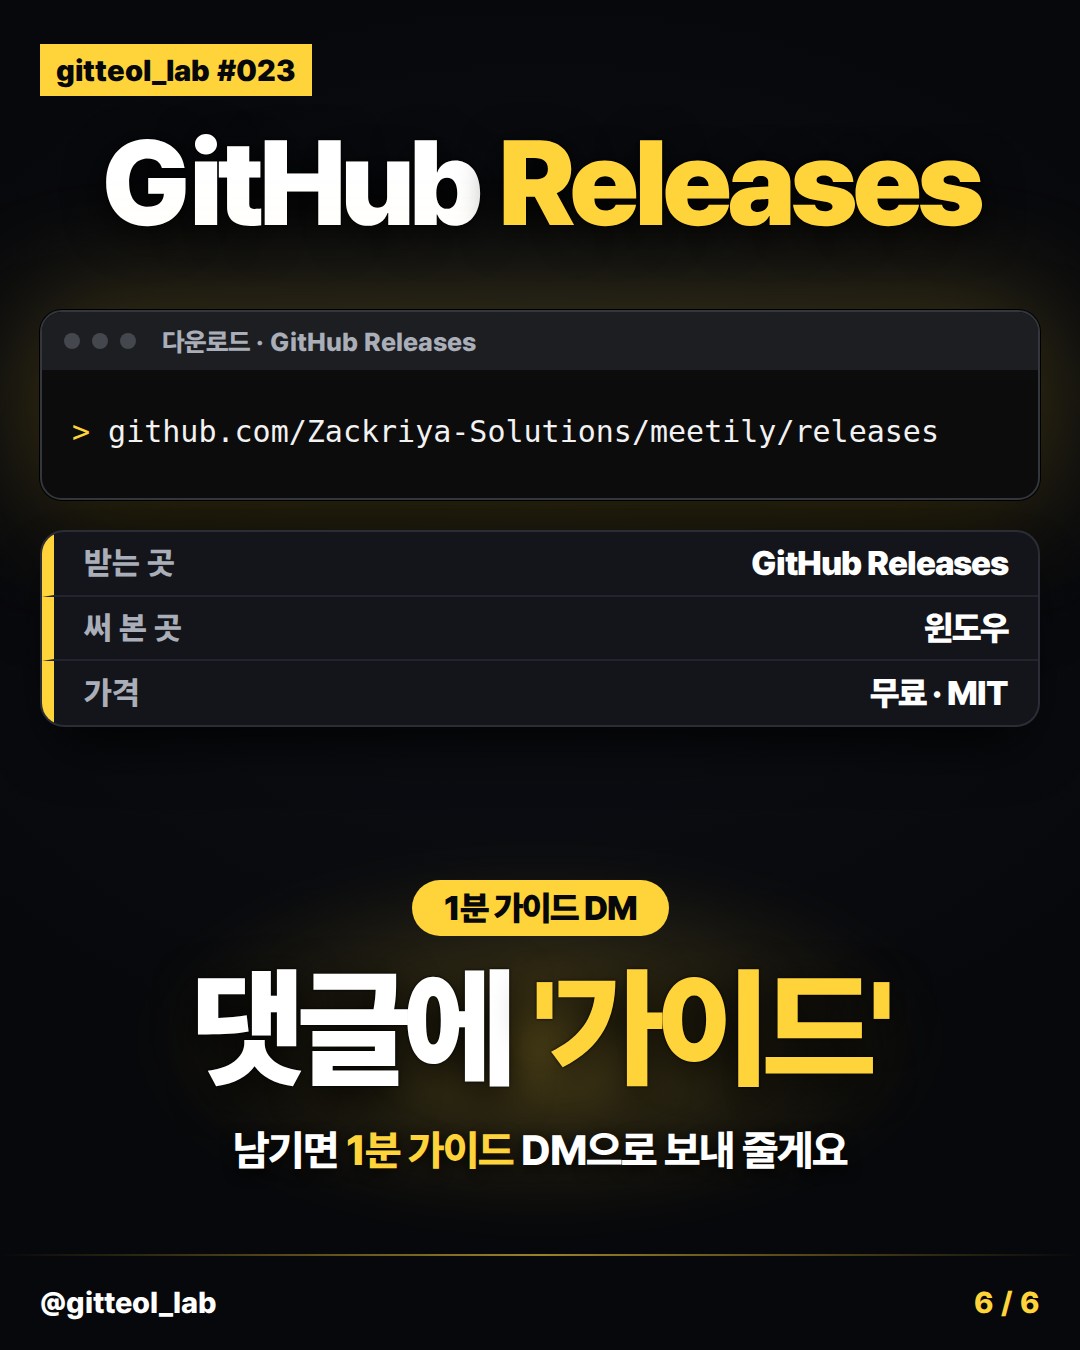 gitteol_lab #023
GitHub Releases
다운로드 · GitHub Releases
> github.com/Zackriya-Solutions/meetily/releases
받는 곳 GitHub Releases
써 본 곳 윈도우
가격 무료 · MIT
1분 가이드 DM
댓글에 '가이드'
남기면 1분 가이드 DM으로 보내 줄게요
@gitteol_lab 6 / 6